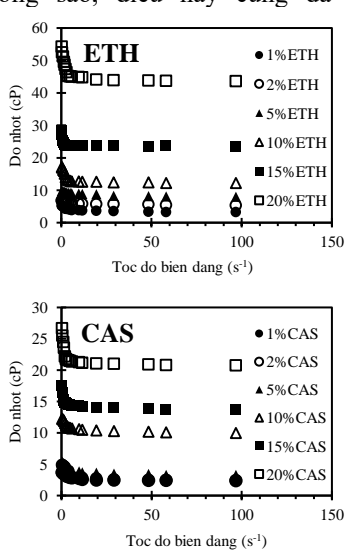 ETH
60
50
40
30
20
10
0
Do nhot (cP)
1%ETH
2%ETH
5%ETH
10%ETH
15%ETH
20%ETH
0 50 100 150
Toc do bien dang (s⁻¹)
CAS
30
25
20
15
10
5
0
Do nhot (cP)
1%CAS
2%CAS
5%CAS
10%CAS
15%CAS
20%CAS
0 50 100 150
Toc do bien dang (s⁻¹)